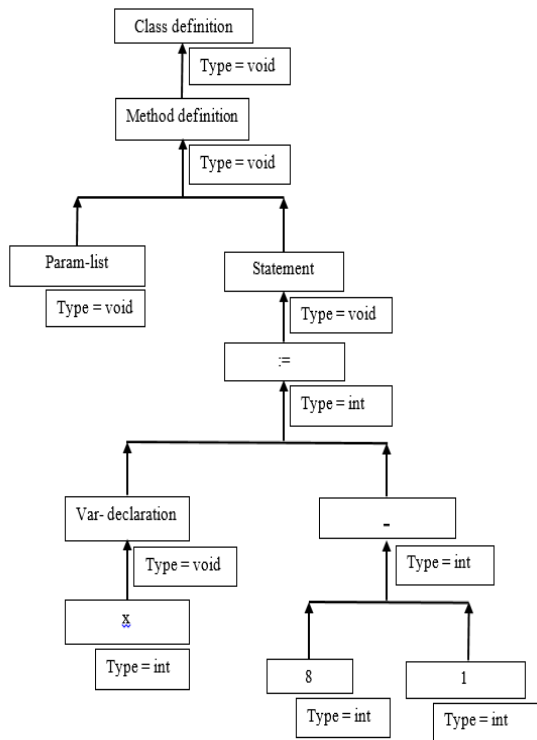 Class definition
Type = void
Method definition
Type = void
Param-list
Statement
Type = void
Type = void
:=
Type = int
Var- declaration
-
Type = void
Type = int
x
Type = int
8
1
Type = int
Type = int